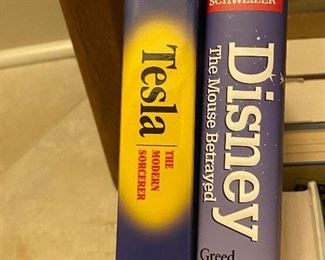 Tesla
THE
MODERN
SORCERER
SCHWEIZER
Disney
The Mouse Betrayed
Greed